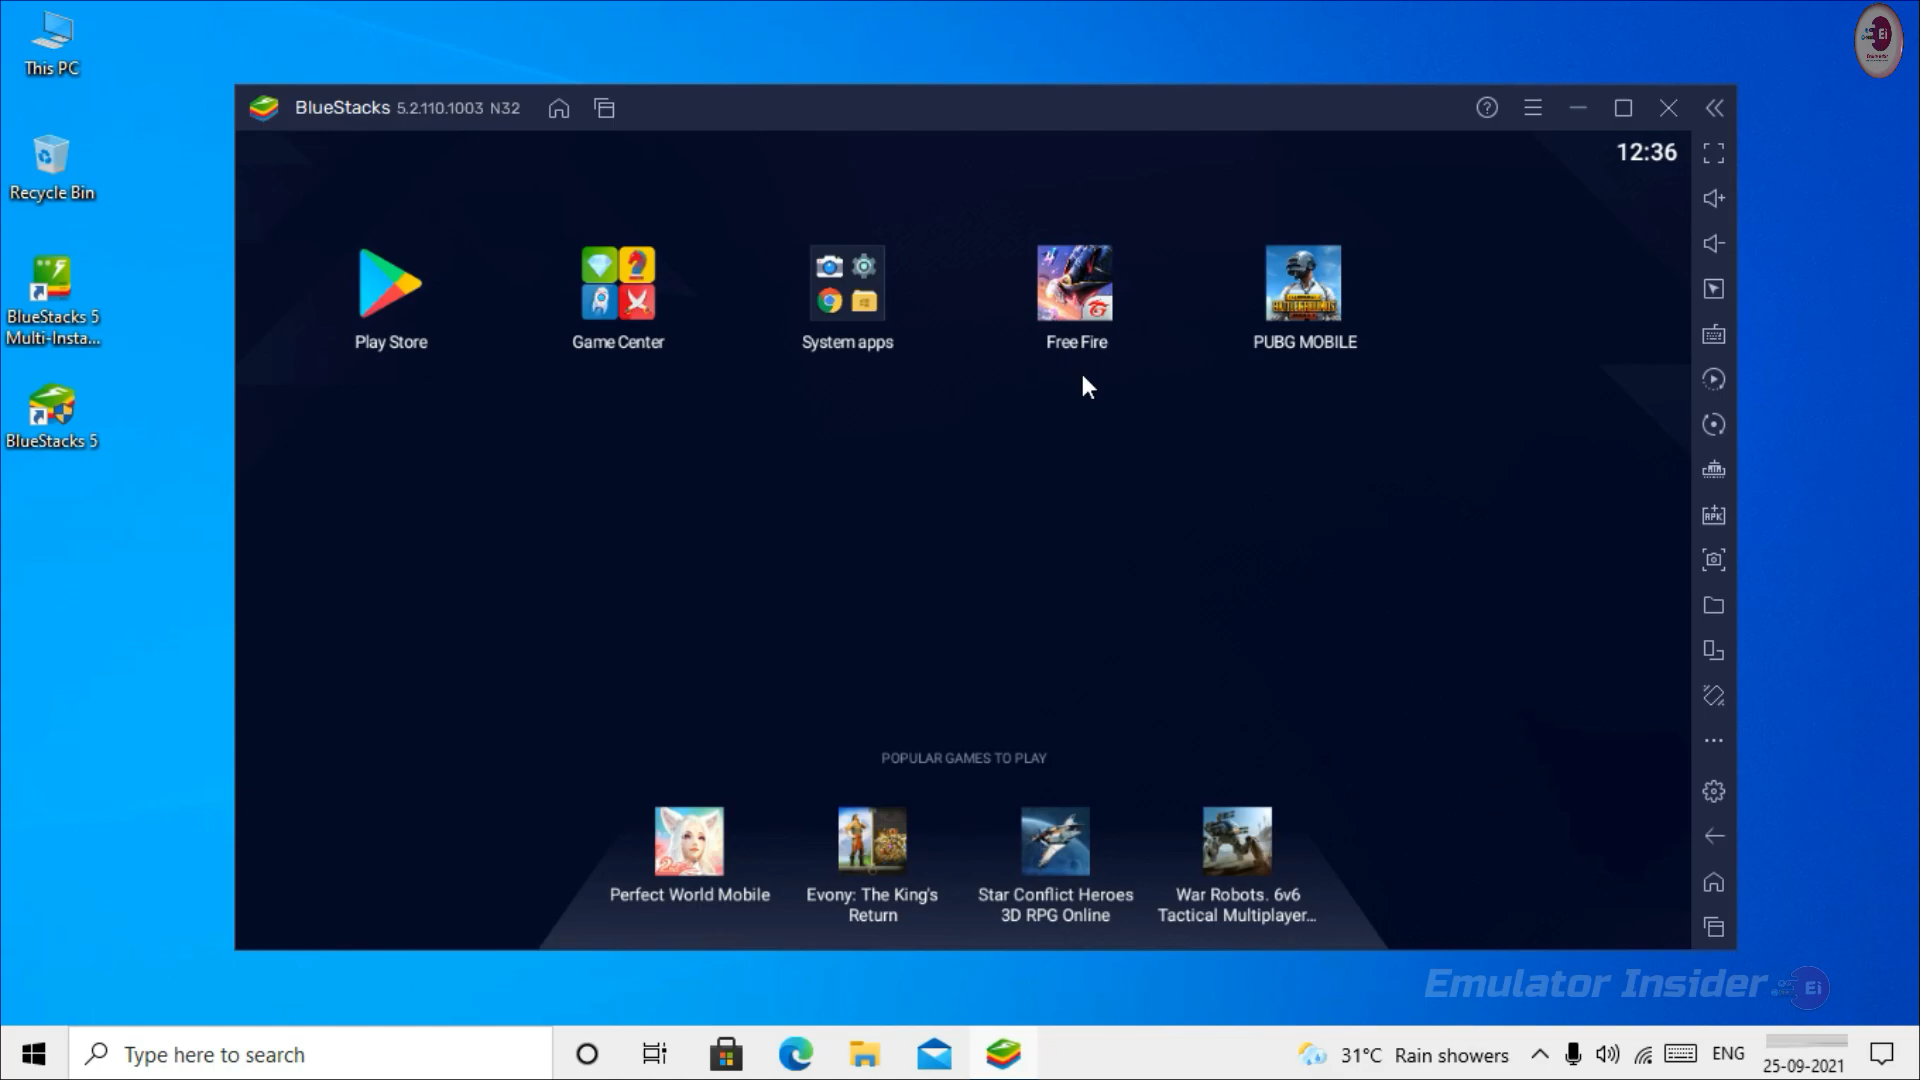 This PC
Recycle Bin
BlueStacks 5
Multi-Insta...
BlueStacks 5
BlueStacks 5.2.110.1003 N32
12:36
Play Store
Game Center
System apps
Free Fire
PUBG MOBILE
POPULAR GAMES TO PLAY
Perfect World Mobile
Evony: The King's
Return
Star Conflict Heroes
3D RPG Online
War Robots. 6v6
Tactical Multiplayer...
APK
Emulator Insider
Ei
Ei
Type here to search
31°C Rain showers
ENG
25-09-2021